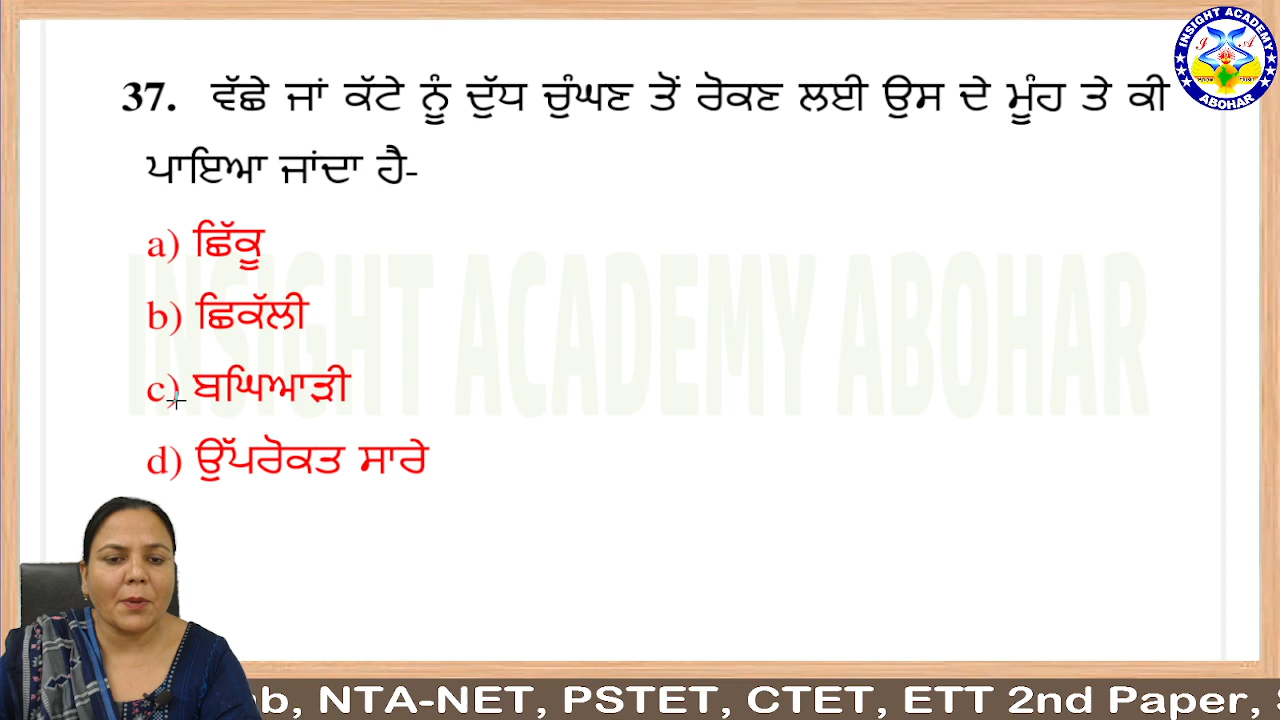 INSIGHT ACADEMY
ABOHAR
37. ਵੱਛੇ ਜਾਂ ਕੱਟੇ ਨੂੰ ਦੁੱਧ ਚੁੰਘਣ ਤੋਂ ਰੋਕਣ ਲਈ ਉਸ ਦੇ ਮੂੰਹ ਤੇ ਕੀ
ਪਾਇਆ ਜਾਂਦਾ ਹੈ-
a) ਛਿੱਕੂ
b) ਛਿਕੱਲੀ
c) ਬਘਿਆੜੀ
d) ਉੱਪਰੋਕਤ ਸਾਰੇ
INSIGHT ACADEMY ABOHAR
b, NTA-NET, PSTET, CTET, ETT 2nd Paper,